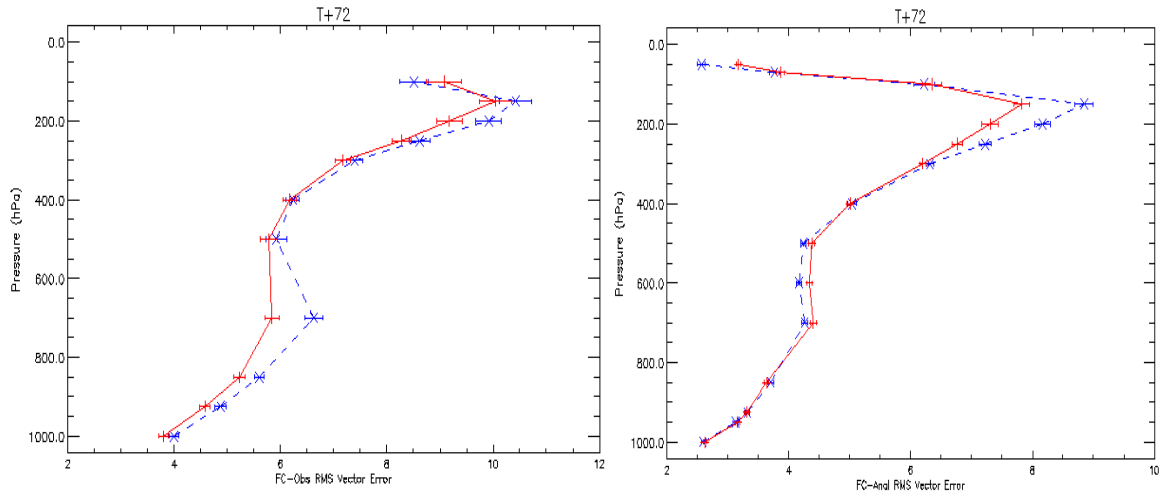 T+72
0.0
200.0
400.0
600.0
800.0
1000.0
Pressure (hPa)
2 4 6 8 10 12
FC-Obs RMS Vector Error
T+72
0.0
200.0
400.0
600.0
800.0
1000.0
Pressure (hPa)
2 4 6 8 10
FC-Anal RMS Vector Error